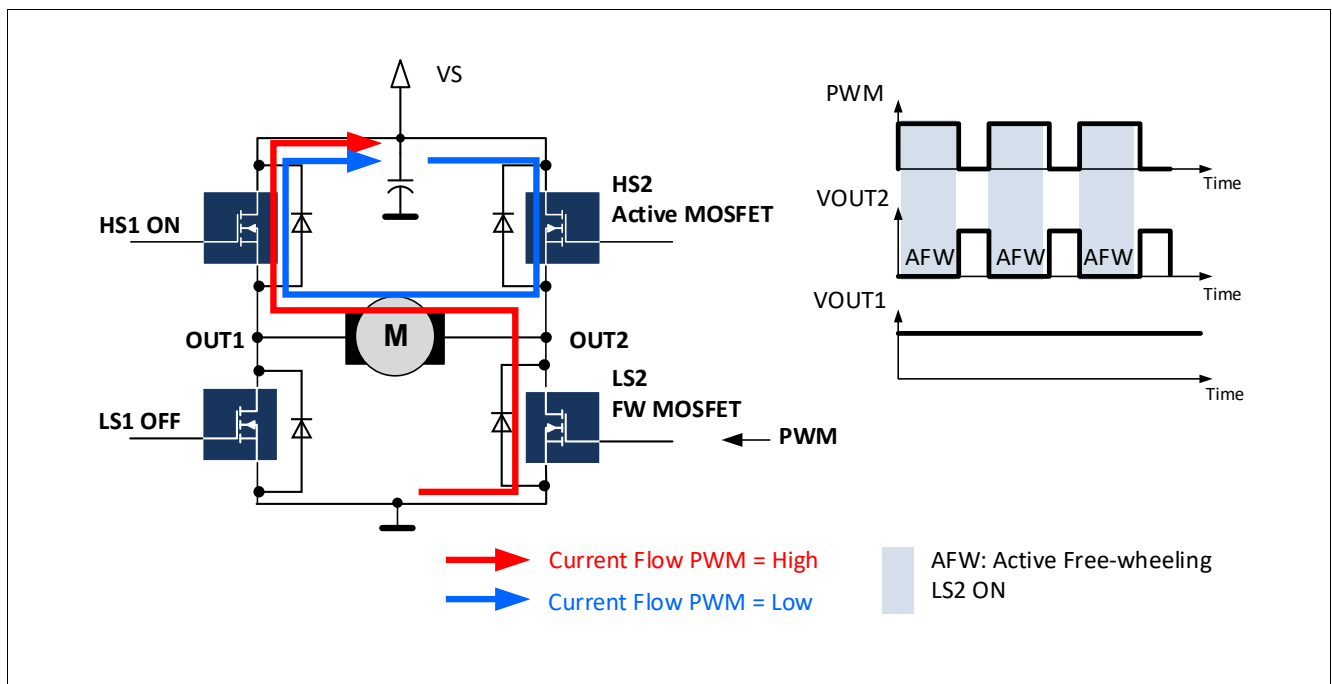 VS
HS1 ON
HS2
Active MOSFET
OUT1
M
OUT2
LS1 OFF
LS2
FW MOSFET
PWM
PWM
Time
VOUT2
AFW
AFW
AFW
Time
VOUT1
Time
Current Flow PWM = High
Current Flow PWM = Low
AFW: Active Free-wheeling
LS2 ON